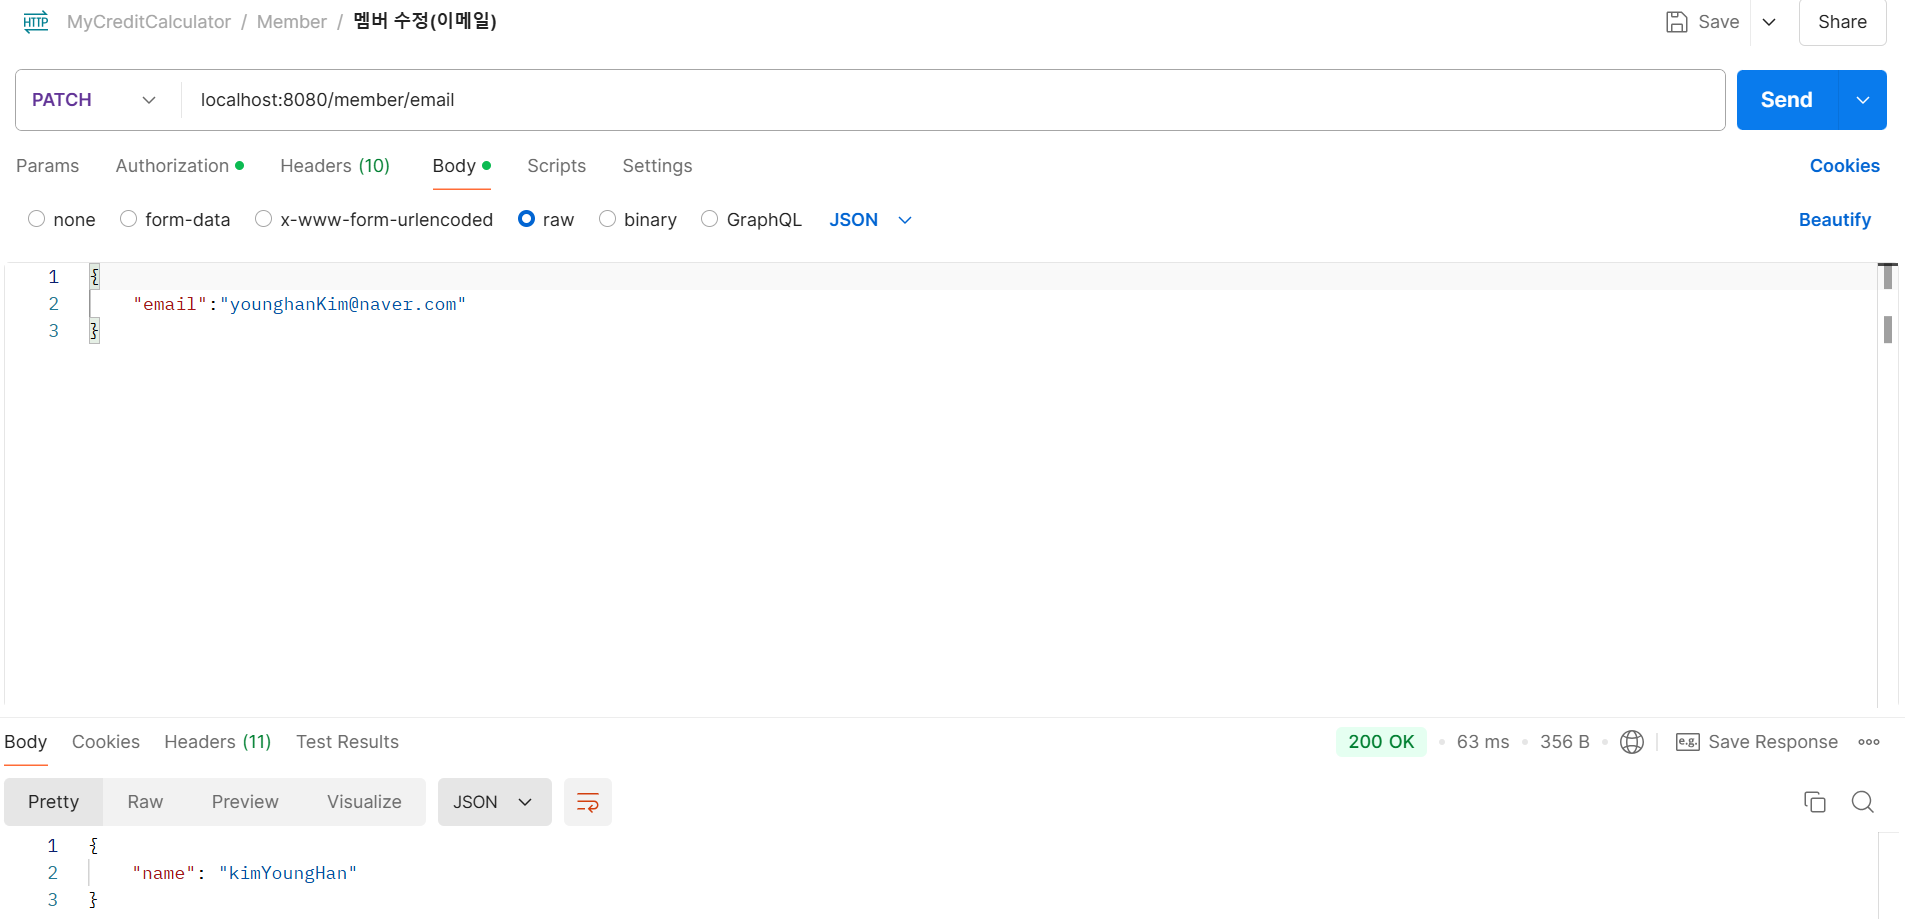 HTTP MyCreditCalculator / Member / 멤버 수정(이메일) Save Share
PATCH localhost:8080/member/email Send
Params Authorization Headers (10) Body Scripts Settings Cookies
none form-data x-www-form-urlencoded raw binary GraphQL JSON Beautify
1 {
2 "email":"younghanKim@naver.com"
3 }
Body Cookies Headers (11) Test Results 200 OK • 63 ms • 356 B • e.g. Save Response
Pretty Raw Preview Visualize JSON
1 {
2 "name": "kimYoungHan"
3 }